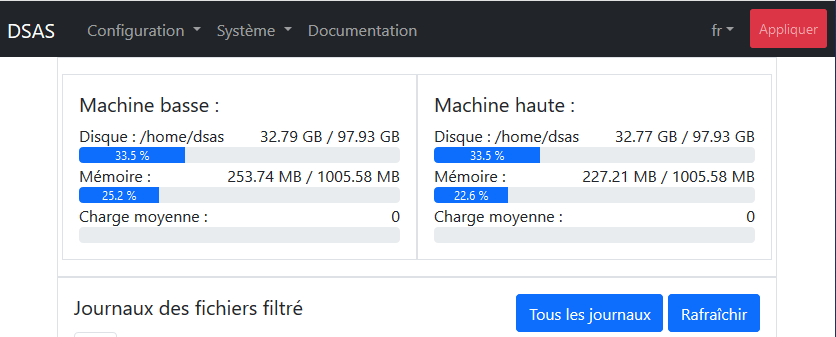 DSAS Configuration Système Documentation fr Appliquer
Machine basse :
Disque : /home/dsas 32.79 GB / 97.93 GB
33.5 %
Mémoire : 253.74 MB / 1005.58 MB
25.2 %
Charge moyenne : 0
Machine haute :
Disque : /home/dsas 32.77 GB / 97.93 GB
33.5 %
Mémoire : 227.21 MB / 1005.58 MB
22.6 %
Charge moyenne : 0
Journaux des fichiers filtré
Tous les journaux Rafraîchir